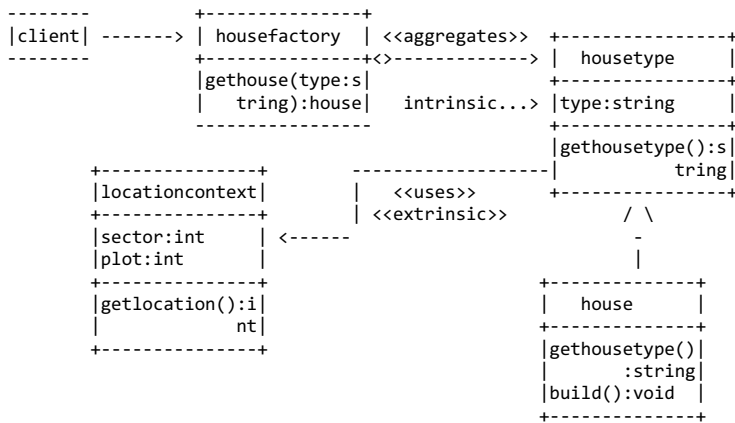 --------            +---------------+
|client| -------> | housefactory  | <<aggregates>>  +----------------+
--------            +---------------+<>-------------> |  housetype     |
                    |gethouse(type:s|                 +----------------+
                    |   tring):house|   intrinsic...> |type:string     |
                    -----------------                 +----------------+
                                                      |gethousetype():s|
        +---------------+        -------------------|           tring|
        |locationcontext|        |   <<uses>>       +----------------+
        +---------------+        | <<extrinsic>>           / \
        |sector:int     | <------                           -
        |plot:int       |                                   |
        +---------------+                           +--------------+
        |getlocation():i|                           |   house      |
        |             nt|                           +--------------+
        +---------------+                           |gethousetype()|
                                                    |       :string|
                                                    |build():void  |
                                                    +--------------+